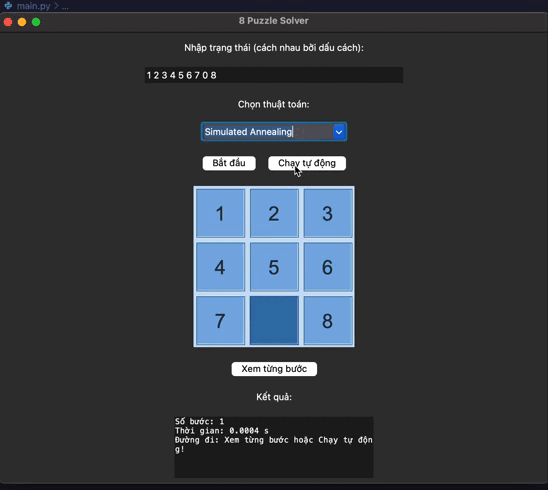 main.py > ...
8 Puzzle Solver
Nhập trạng thái (cách nhau bởi dấu cách):
1 2 3 4 5 6 7 0 8
Chọn thuật toán:
Simulated Annealing
Bắt đầu
Chạy tự động
1 2 3
4 5 6
7 8
Xem từng bước
Kết quả:
Số bước: 1
Thời gian: 0.0004 s
Đường đi: Xem từng bước hoặc Chạy tự độn
g!